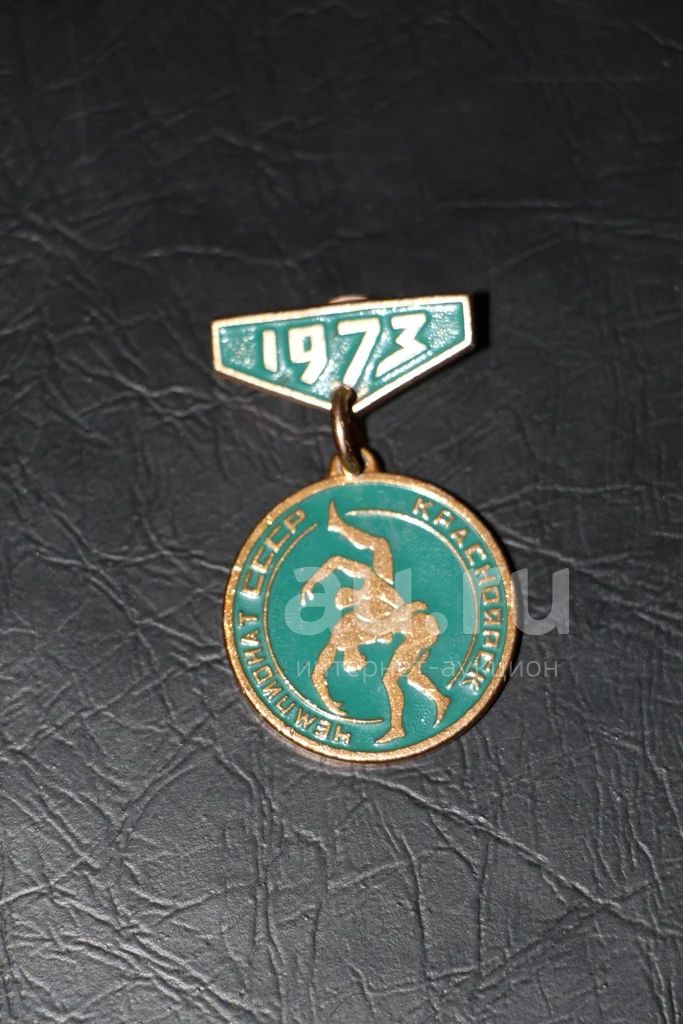 1973
ЧЕМПИОНАТ СССР
КРАСНОЯРСК
au.ru
интернет-аукцион